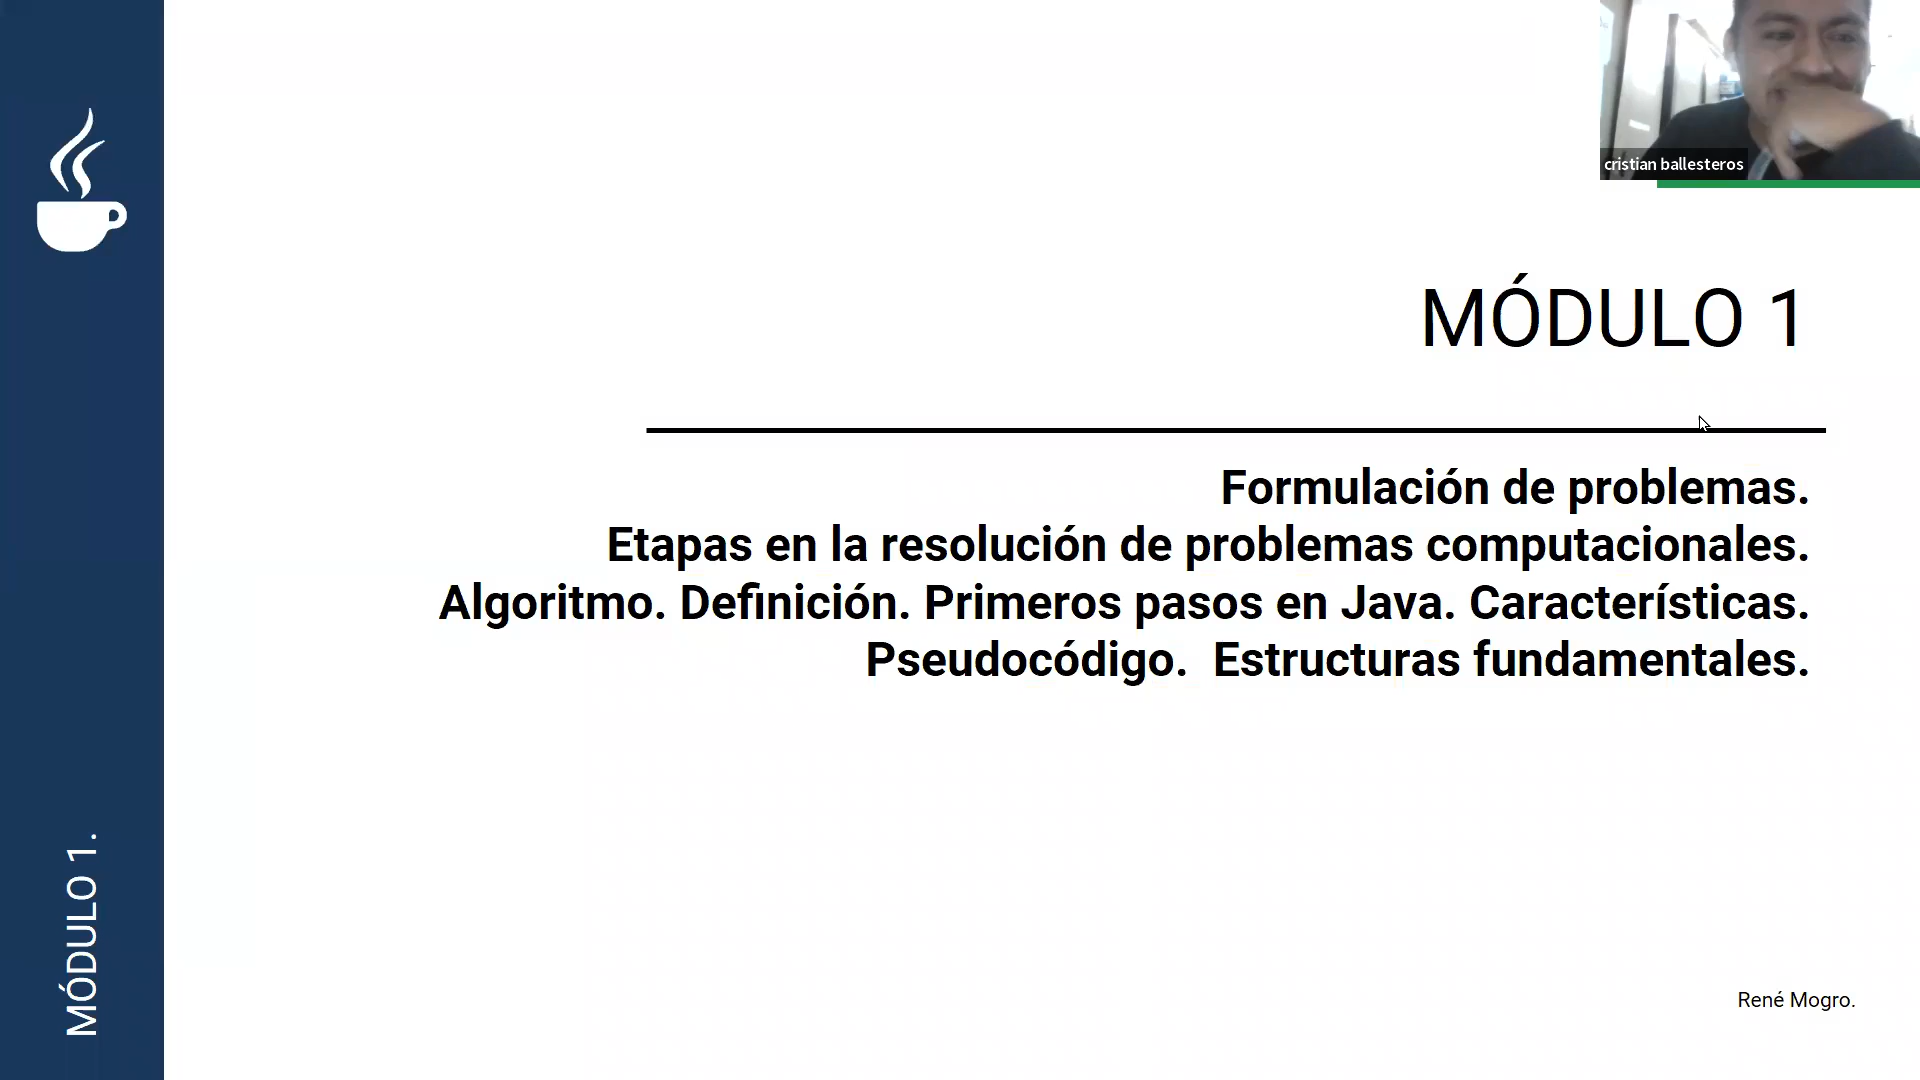 cristian ballesteros
MÓDULO 1
Formulación de problemas.
Etapas en la resolución de problemas computacionales.
Algoritmo. Definición. Primeros pasos en Java. Características.
Pseudocódigo.  Estructuras fundamentales.
MÓDULO 1.
René Mogro.